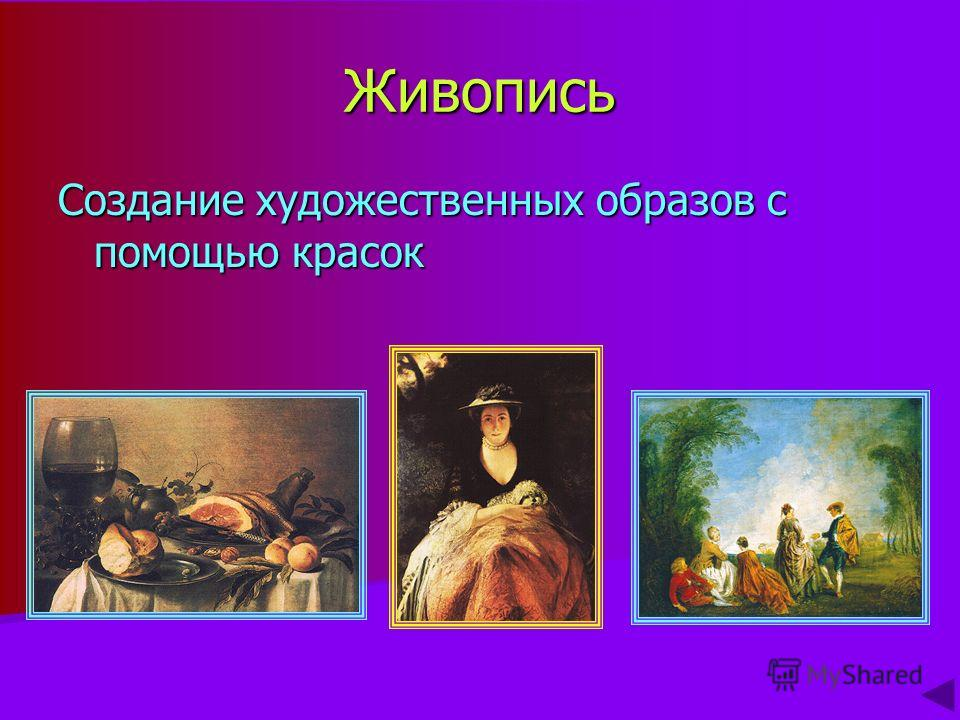 Живопись
Создание художественных образов с
помощью красок
MyShared